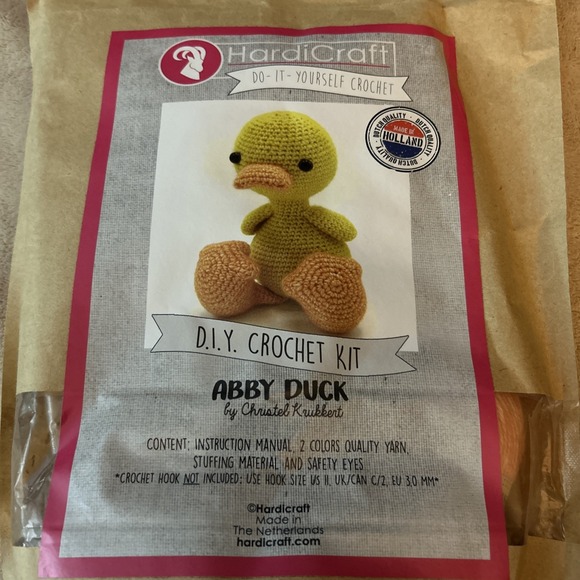 HardiCraft
DO-IT-YOURSELF CROCHET
DUTCH QUALITY · DUTCH QUALITY ·
MADE IN
HOLLAND
D.I.Y. CROCHET KIT
ABBY DUCK
by Christel Krukkert
CONTENT: INSTRUCTION MANUAL, 2 COLORS QUALITY YARN,
STUFFING MATERIAL AND SAFETY EYES
*CROCHET HOOK NOT INCLUDED: USE HOOK SIZE US 11, UK/CAN C/2, EU 3,0 MM*
©Hardicraft
Made in
The Netherlands
hardicraft.com